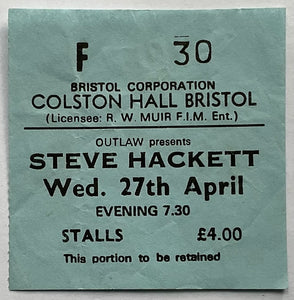 F 30
BRISTOL CORPORATION
COLSTON HALL BRISTOL
(Licensee: R. W. MUIR F.I.M. Ent.)
OUTLAW presents
STEVE HACKETT
Wed. 27th April
EVENING 7.30
STALLS £4.00
This portion to be retained